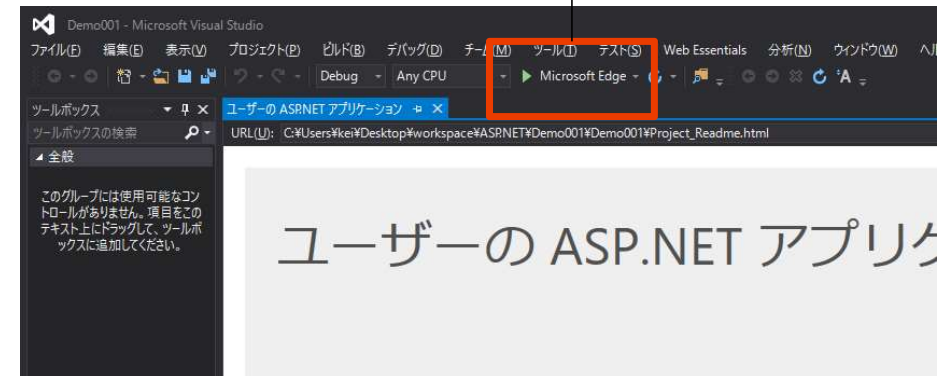 Demo001 - Microsoft Visual Studio
ファイル(F) 編集(E) 表示(V) プロジェクト(P) ビルド(B) デバッグ(D) チーム(M) ツール(T) テスト(S) Web Essentials 分析(N) ウィンドウ(W) ヘル
Debug Any CPU Microsoft Edge
ツールボックス
ツールボックスの検索
全般
このグループには使用可能なコン
トロールがありません。項目をこの
テキスト上にドラッグして、ツールボ
ックスに追加してください。
ユーザーの ASP.NET アプリケーション
URL(U): C:¥Users¥kei¥Desktop¥workspace¥ASP.NET¥Demo001¥Demo001¥Project_Readme.html
ユーザーの ASP.NET アプリケ